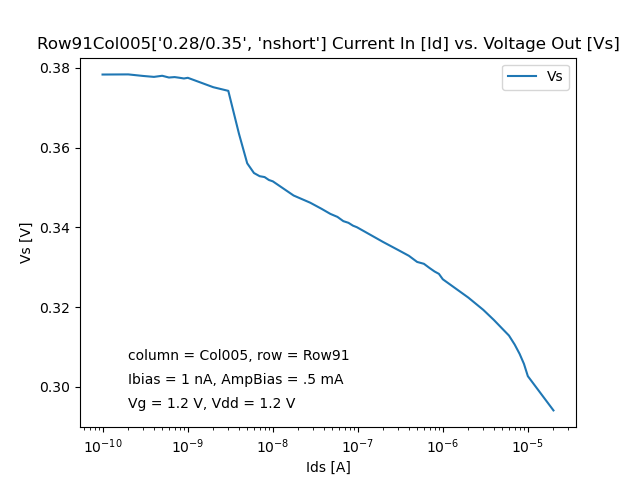 Row91Col005['0.28/0.35', 'nshort'] Current In [Id] vs. Voltage Out [Vs]
Vs
0.38
0.36
0.34
0.32
0.30
Vs [V]
column = Col005, row = Row91
Ibias = 1 nA, AmpBias = .5 mA
Vg = 1.2 V, Vdd = 1.2 V
10⁻¹⁰ 10⁻⁹ 10⁻⁸ 10⁻⁷ 10⁻⁶ 10⁻⁵
Ids [A]